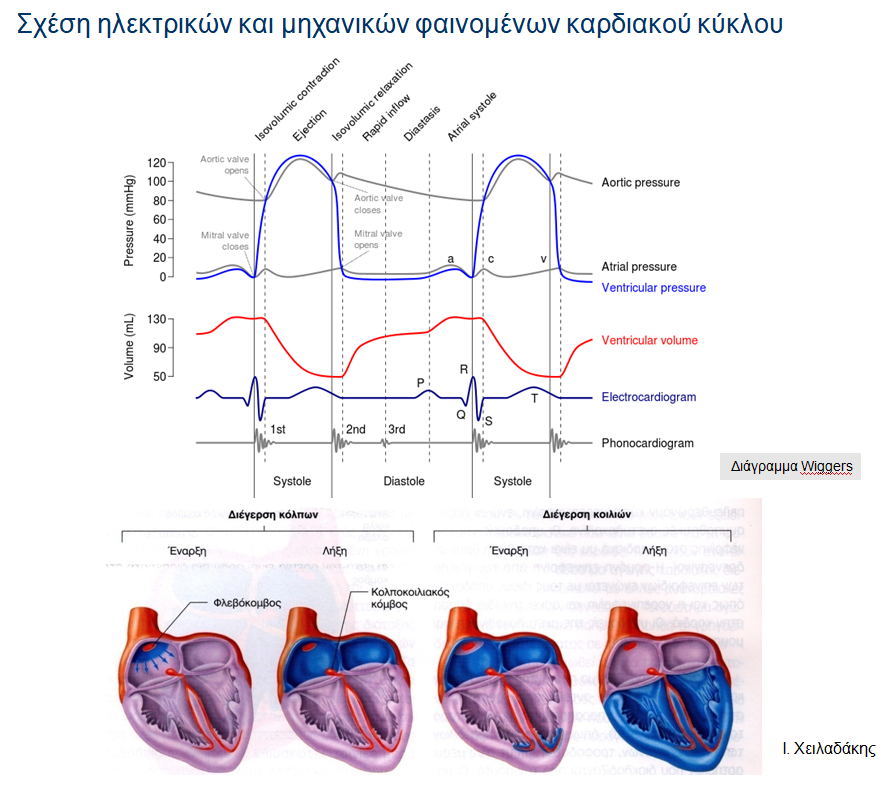 Σχέση ηλεκτρικών και μηχανικών φαινομένων καρδιακού κύκλου
Isovolumic contraction
Ejection
Isovolumic relaxation
Rapid inflow
Diastasis
Atrial systole
Pressure (mmHg)
120
100
80
60
40
20
0
Aortic valve
opens
Aortic valve
closes
Mitral valve
closes
Mitral valve
opens
a
c
v
Aortic pressure
Atrial pressure
Ventricular pressure
Volume (mL)
130
90
50
Ventricular volume
P
R
Q
S
T
Electrocardiogram
1st
2nd
3rd
Phonocardiogram
Systole
Diastole
Systole
Διάγραμμα Wiggers
Διέγερση κόλπων
Διέγερση κοιλιών
Έναρξη
Λήξη
Έναρξη
Λήξη
Φλεβόκομβος
Κολποκοιλιακός
κόμβος
Ι. Χειλαδάκης